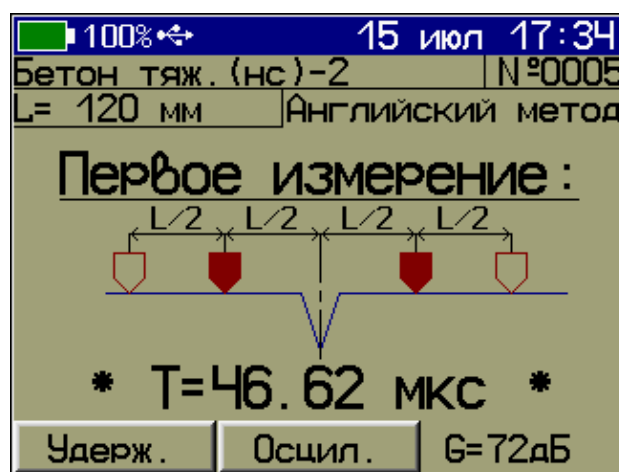 100% 15 июл 17:34
Бетон тяж.(нс)-2 №0005
L= 120 мм Английский метод
Первое измерение:
L/2 L/2 L/2 L/2
* T=46.62 мкс *
Удерж. Осцил. G=72дБ